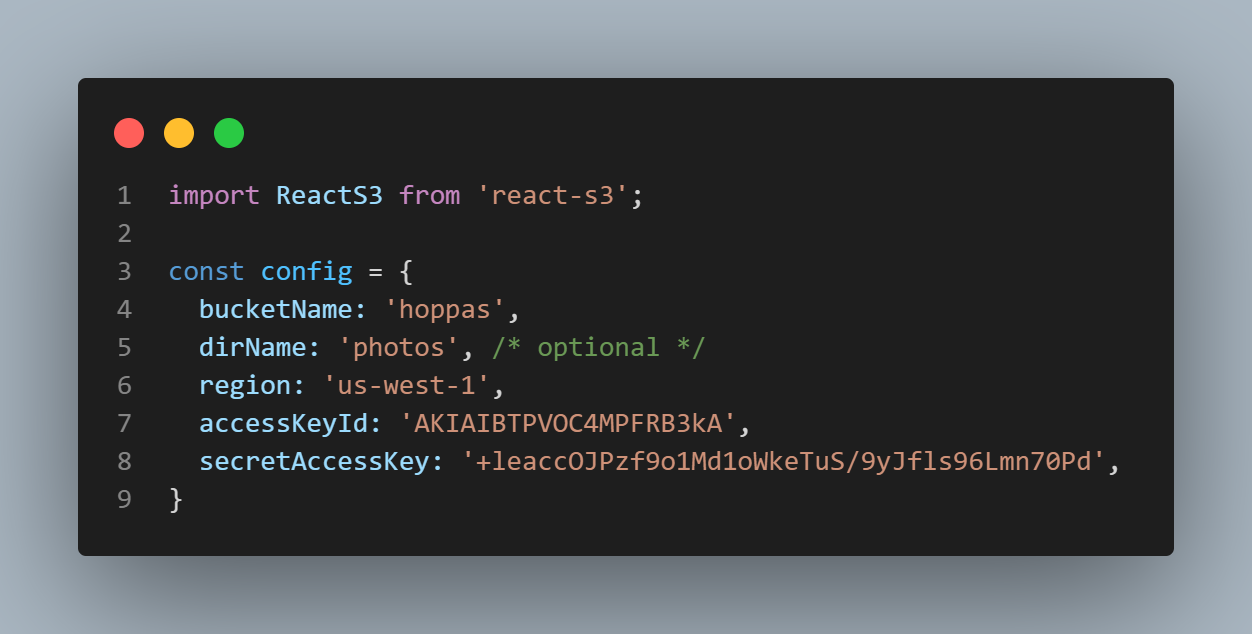 1 import ReactS3 from 'react-s3';
2
3 const config = {
4   bucketName: 'hoppas',
5   dirName: 'photos', /* optional */
6   region: 'us-west-1',
7   accessKeyId: 'AKIAIBTPVOC4MPFRB3kA',
8   secretAccessKey: '+leaccOJPzf9o1Md1oWkeTuS/9yJfls96Lmn70Pd',
9 }